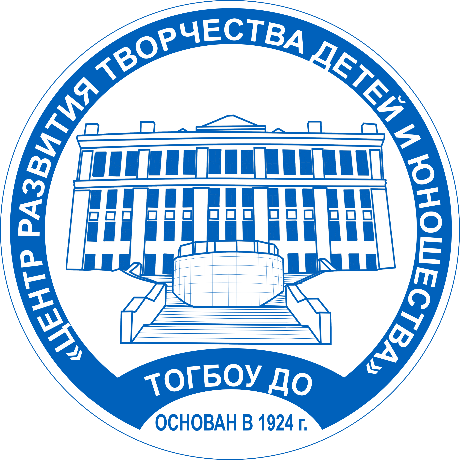 «ЦЕНТР РАЗВИТИЯ ТВОРЧЕСТВА ДЕТЕЙ И ЮНОШЕСТВА»
ТОГБОУ ДО
ОСНОВАН В 1924 г.